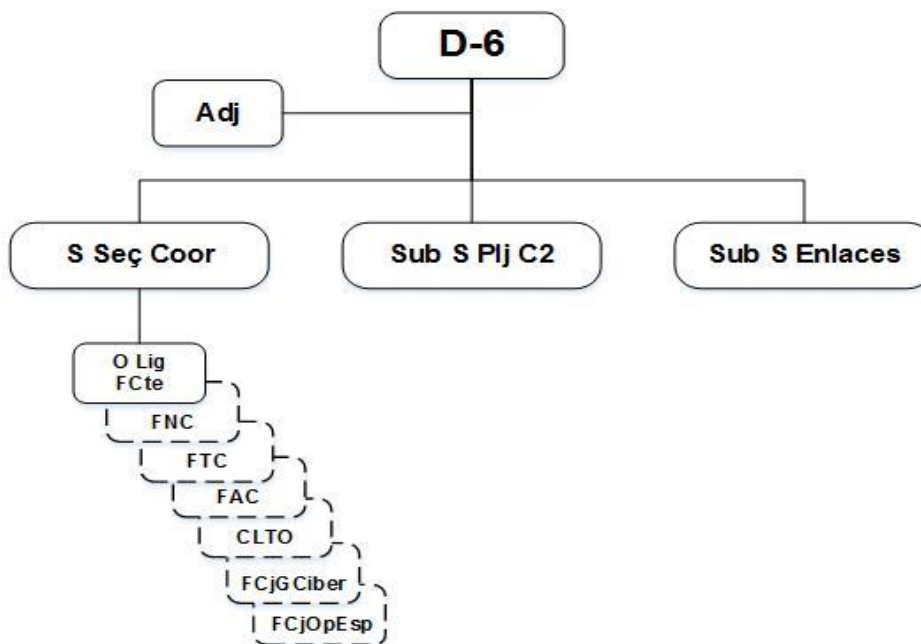 D-6
Adj
S Seç Coor
Sub S Plj C2
Sub S Enlaces
O Lig
FCte
FNC
FTC
FAC
CLTO
FCjGCiber
FCjOpEsp